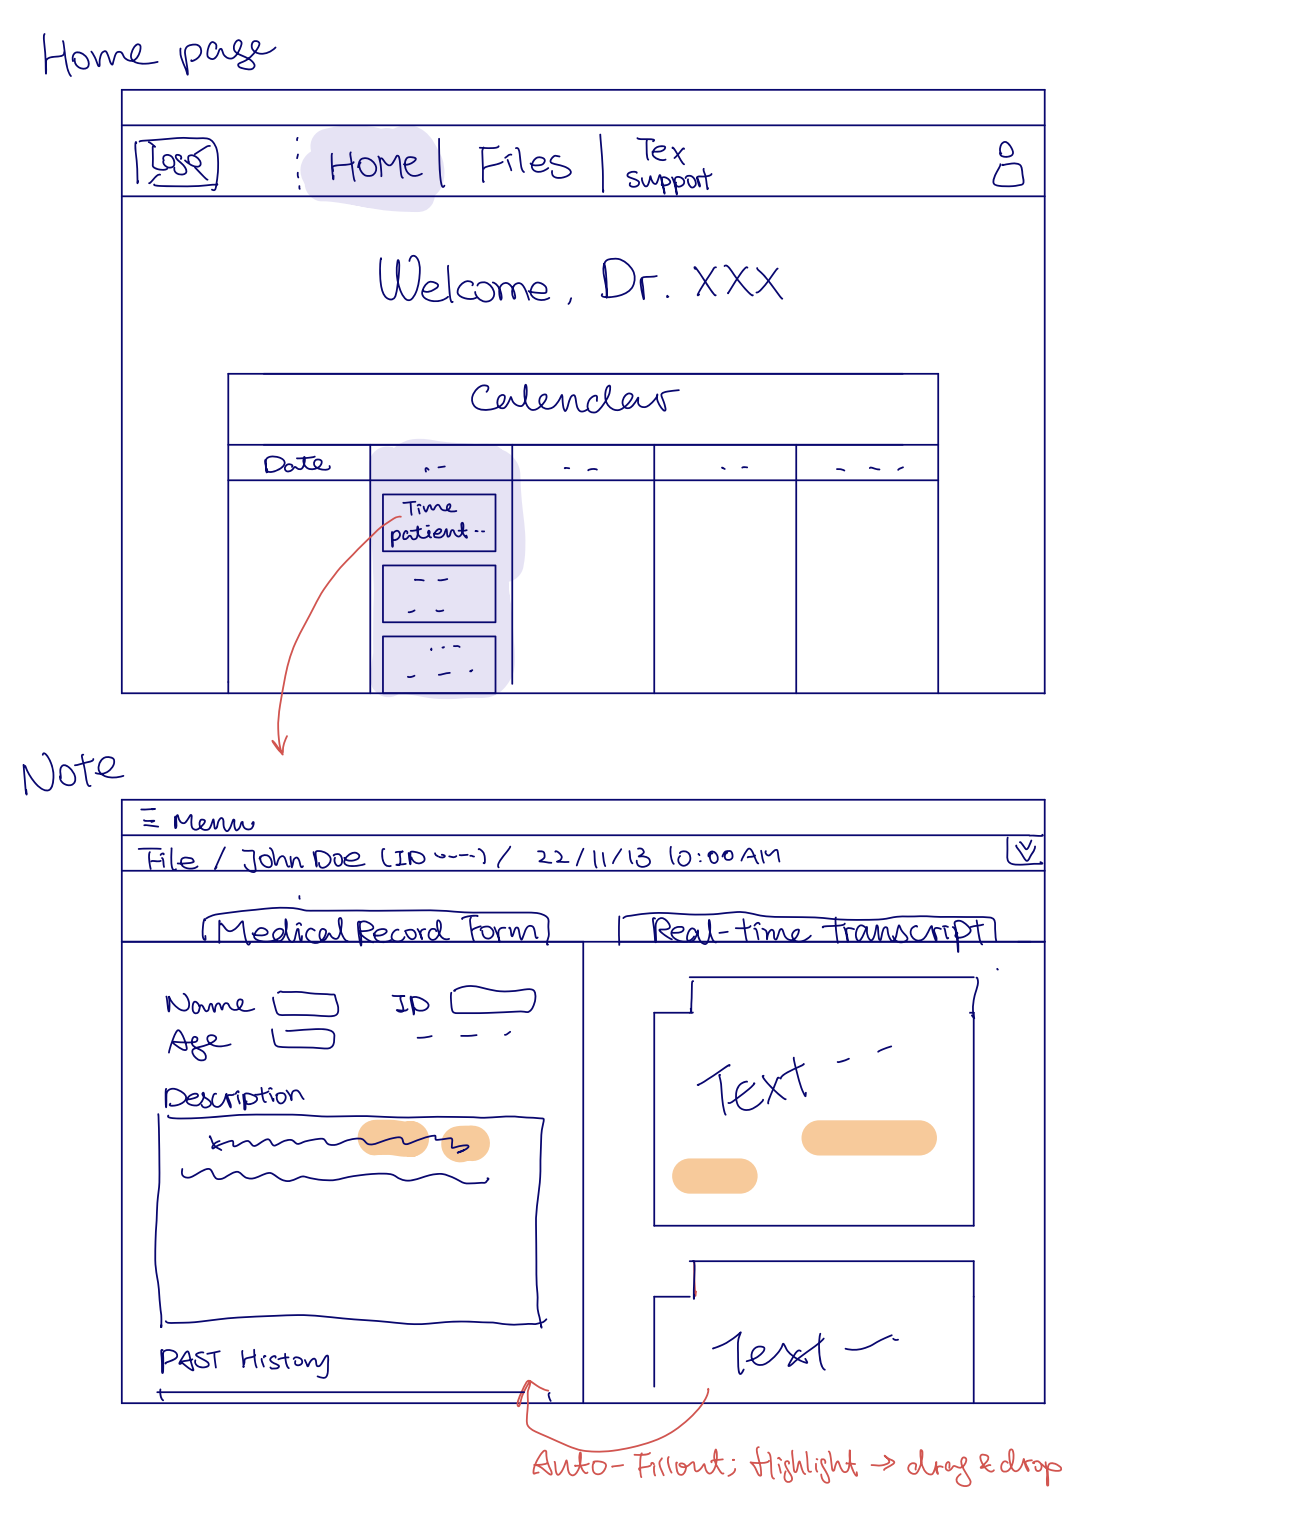 Home page
Logo
HOME
Files
Tex
support
Welcome, Dr. XXX
Calendar
Date
Time
patient
Note
Menu
File / John Doe (ID ----) / 22/11/13 10:00 AM
Medical Record Form
Real-time transcript
Name
ID
Age
Description
PAST History
Text
Text
Auto-Fillout; Highlight → drag & drop